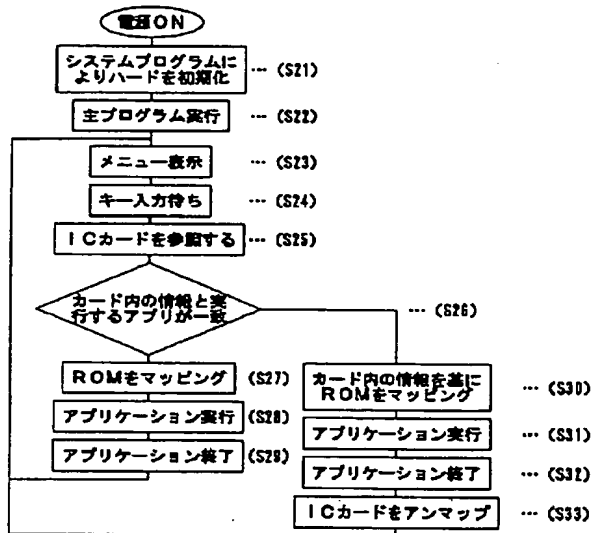 電源ON
システムプログラムに
よりハードを初期化
… (S21)
主プログラム実行
… (S22)
メニュー表示
… (S23)
キー入力待ち
… (S24)
ICカードを参照する
… (S25)
カード内の情報と実
行するアプリが一致
… (S26)
ROMをマッピング
(S27)
アプリケーション実行
(S28)
アプリケーション終了
(S29)
カード内の情報を基に
ROMをマッピング
… (S30)
アプリケーション実行
… (S31)
アプリケーション終了
… (S32)
ICカードをアンマップ
… (S33)